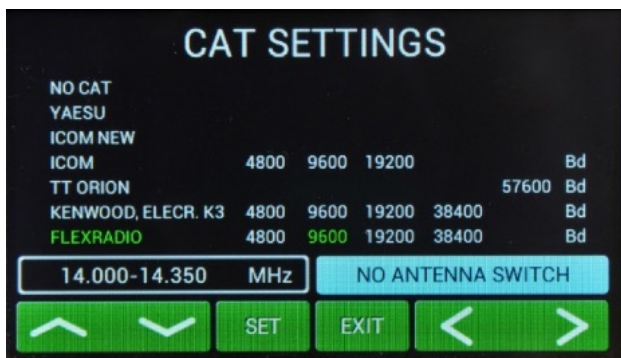 CAT SETTINGS
NO CAT
YAESU
ICOM NEW
ICOM 4800 9600 19200 Bd
TT ORION 57600 Bd
KENWOOD, ELECR. K3 4800 9600 19200 38400 Bd
FLEXRADIO 4800 9600 19200 38400 Bd
14.000-14.350 MHz NO ANTENNA SWITCH
SET EXIT